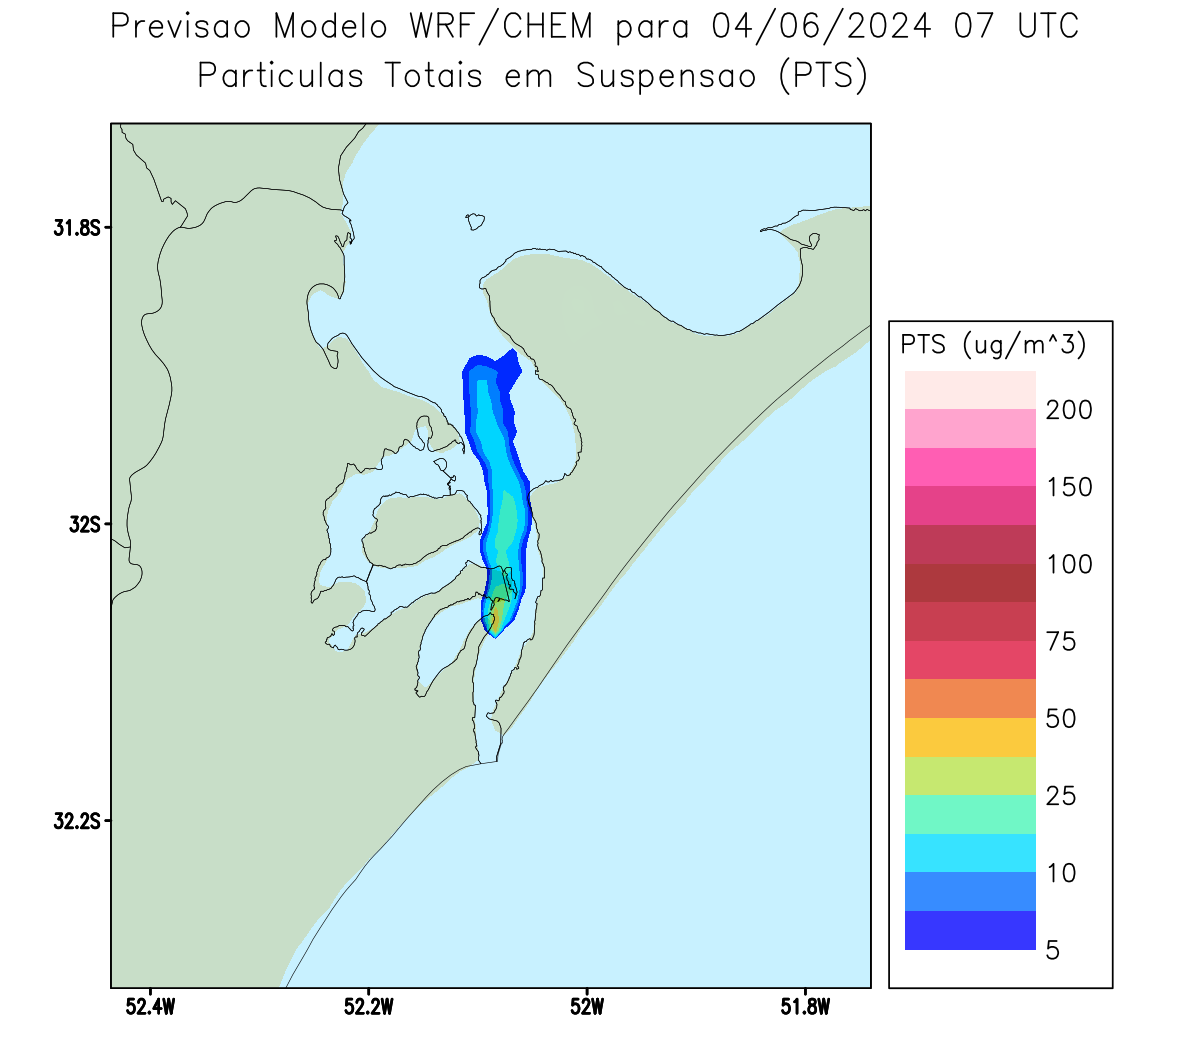 Previsao Modelo WRF/CHEM para 04/06/2024 07 UTC
Particulas Totais em Suspensao (PTS)
31.8S
32S
32.2S
52.4W 52.2W 52W 51.8W
PTS (ug/m^3)
200
150
100
75
50
25
10
5